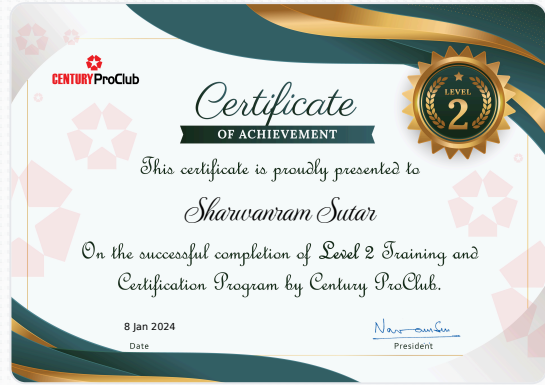 CENTURY ProClub
Certificate
OF ACHIEVEMENT
LEVEL
2
This certificate is proudly presented to
Sharwanram Sutar
On the successful completion of Level 2 Training and
Certification Program by Century ProClub.
8 Jan 2024
Date
President